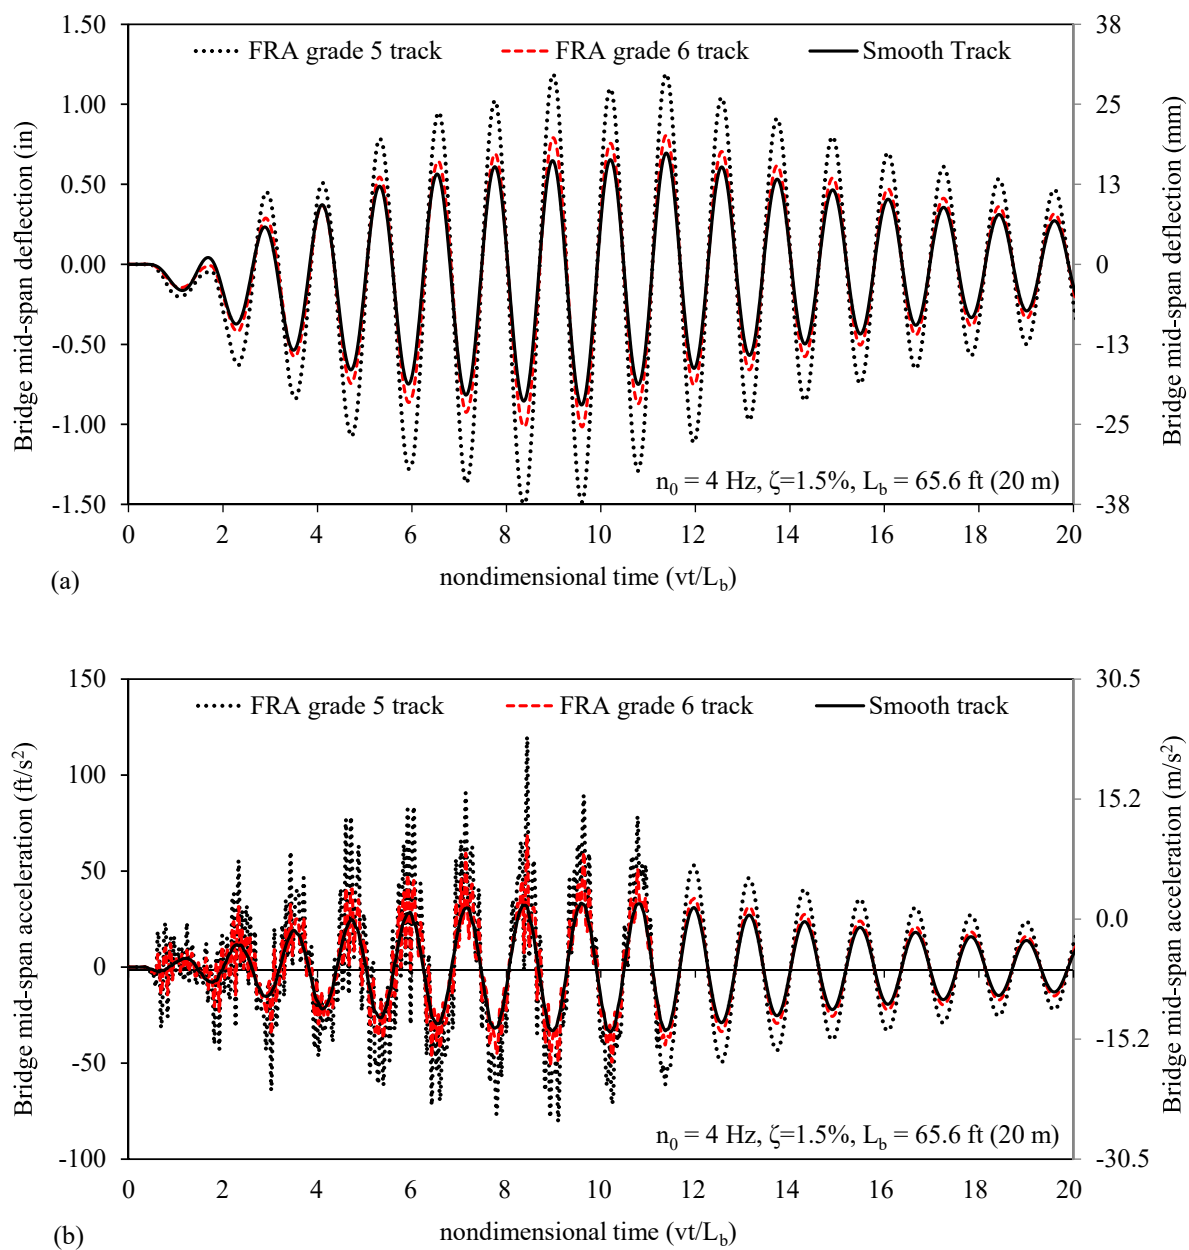 (a)
1.50
1.00
0.50
0.00
-0.50
-1.00
-1.50
Bridge mid-span deflection (in)
FRA grade 5 track
FRA grade 6 track
Smooth Track
38
25
13
0
-13
-25
-38
Bridge mid-span deflection (mm)
n₀ = 4 Hz, ζ=1.5%, L_b = 65.6 ft (20 m)
0 2 4 6 8 10 12 14 16 18 20
nondimensional time (vt/L_b)
150
100
50
0
-50
-100
Bridge mid-span acceleration (ft/s²)
FRA grade 5 track
FRA grade 6 track
Smooth track
30.5
15.2
0.0
-15.2
-30.5
Bridge mid-span acceleration (m/s²)
n₀ = 4 Hz, ζ=1.5%, L_b = 65.6 ft (20 m)
0 2 4 6 8 10 12 14 16 18 20
nondimensional time (vt/L_b)
(b)